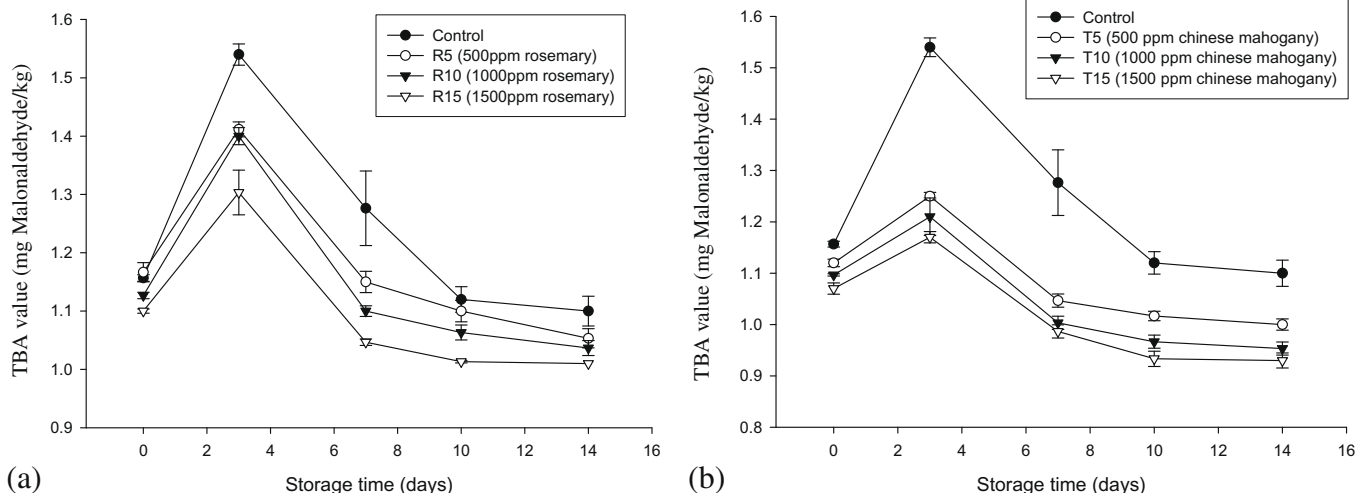 1.6
1.5
1.4
1.3
1.2
1.1
1.0
0.9
TBA value (mg Malonaldehyde/kg)
Control
R5 (500ppm rosemary)
R10 (1000ppm rosemary)
R15 (1500ppm rosemary)
0 2 4 6 8 10 12 14 16
Storage time (days)
(a)
1.6
1.5
1.4
1.3
1.2
1.1
1.0
0.9
0.8
TBA value (mg Malonaldehyde/kg)
Control
T5 (500 ppm chinese mahogany)
T10 (1000 ppm chinese mahogany)
T15 (1500 ppm chinese mahogany)
0 2 4 6 8 10 12 14 16
Storage time (days)
(b)